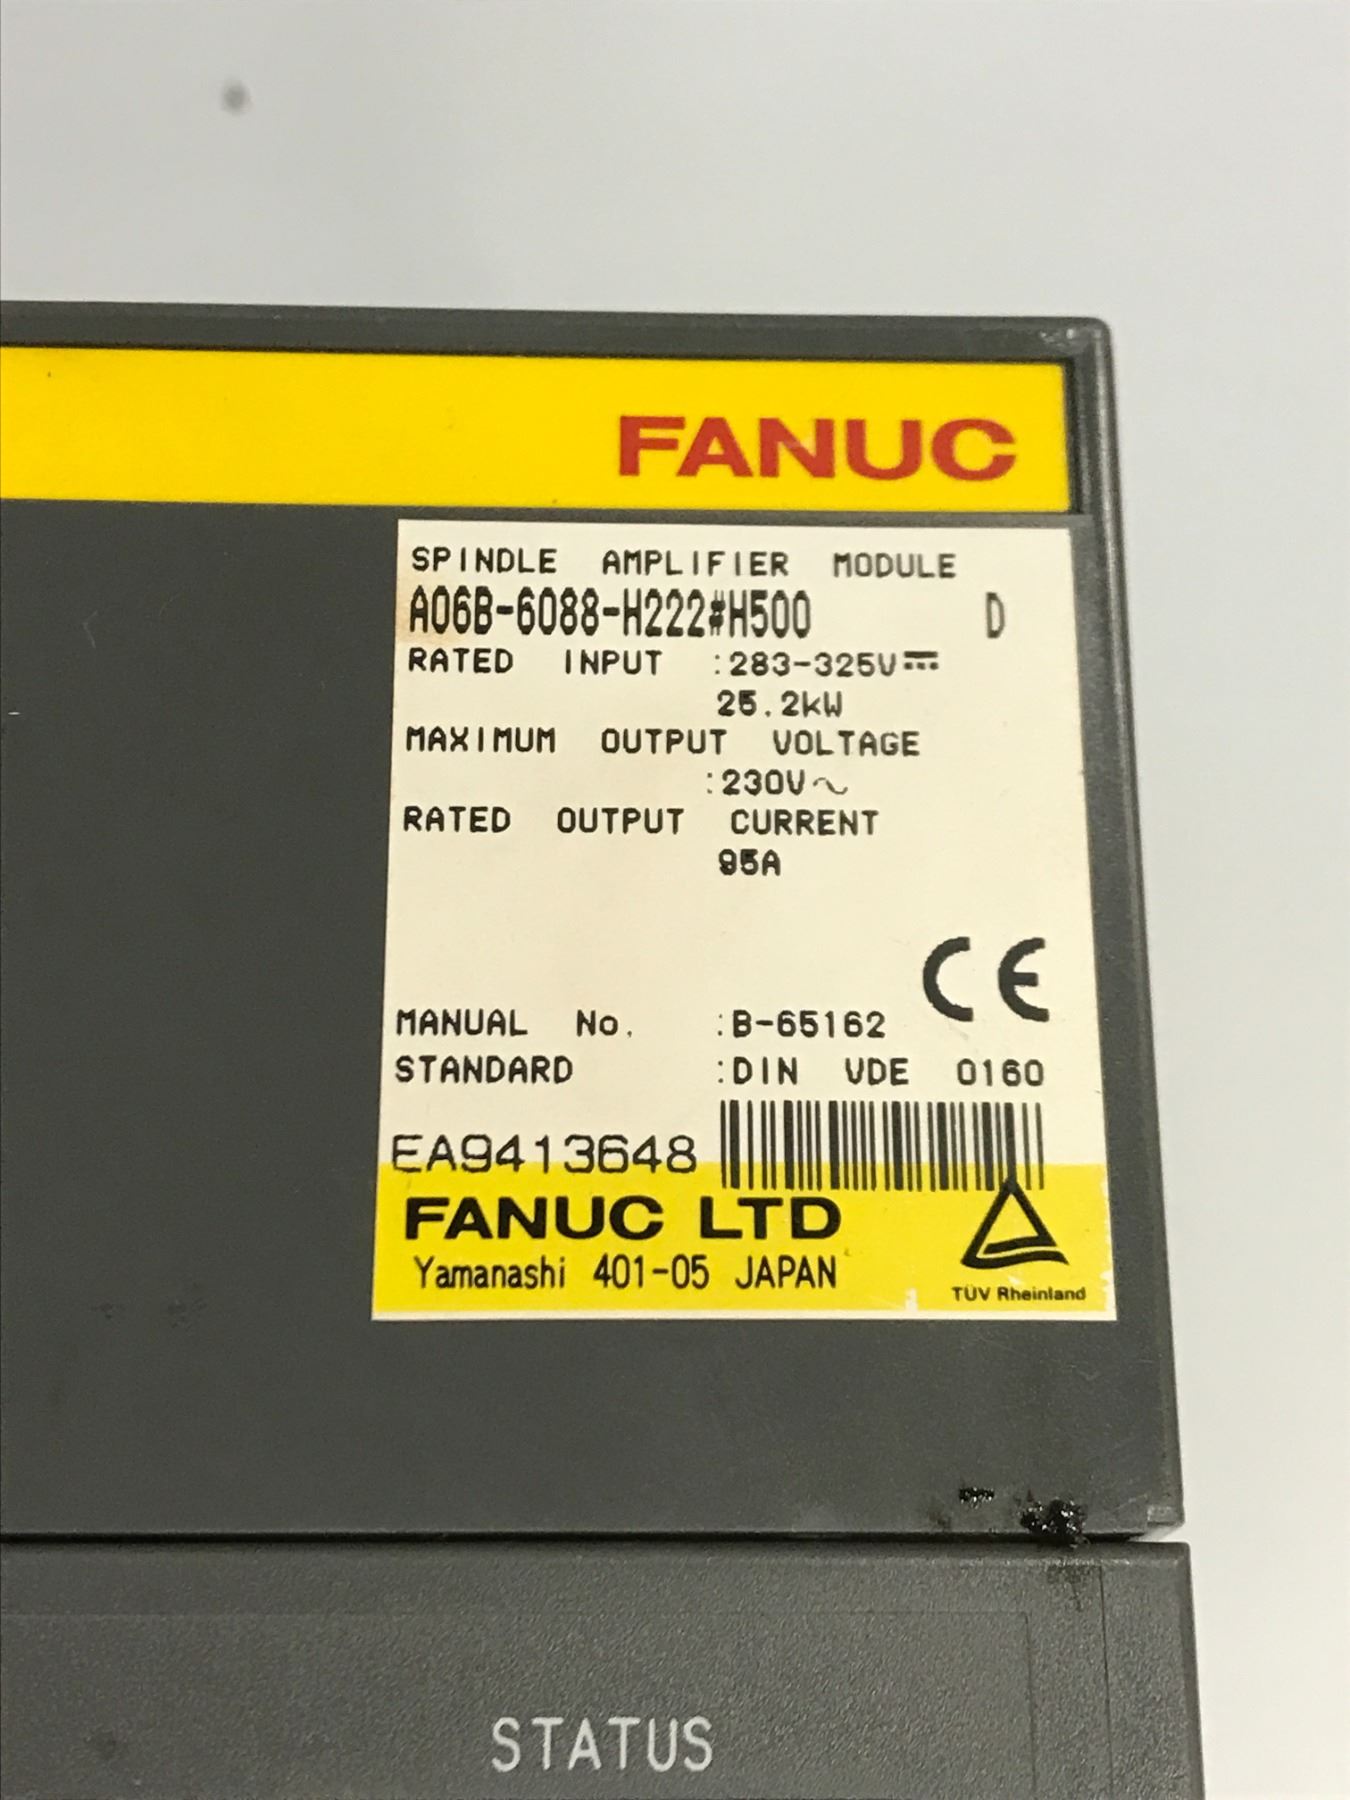 FANUC
SPINDLE AMPLIFIER MODULE
A06B-6088-H222#H500 D
RATED INPUT :283-325V⎓
25.2kW
MAXIMUM OUTPUT VOLTAGE
:230V～
RATED OUTPUT CURRENT
95A
CE
MANUAL No. :B-65162
STANDARD :DIN VDE 0160
EA9413648
FANUC LTD
Yamanashi 401-05 JAPAN
TÜV Rheinland
STATUS